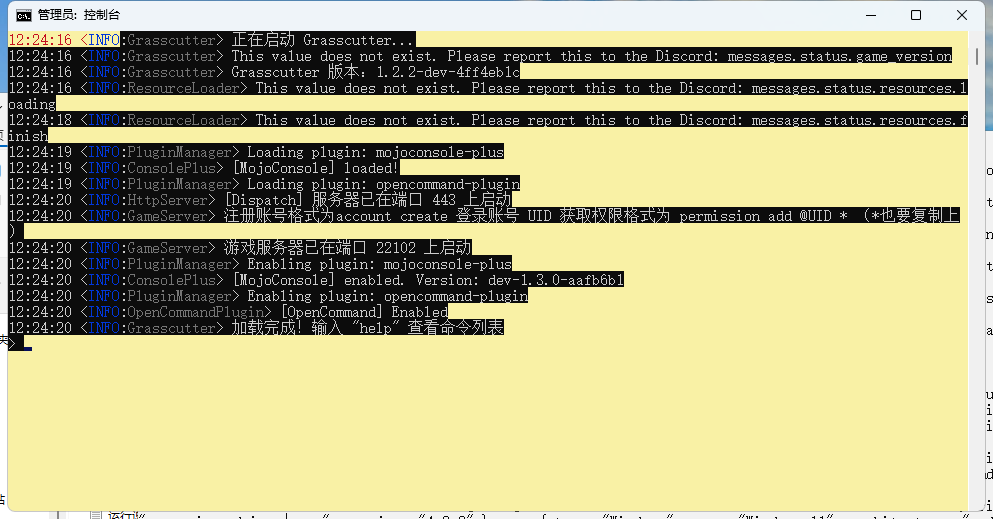 管理员: 控制台
12:24:16 <INFO:Grasscutter> 正在启动 Grasscutter...
12:24:16 <INFO:Grasscutter> This value does not exist. Please report this to the Discord: messages.status.game_version
12:24:16 <INFO:Grasscutter> Grasscutter 版本: 1.2.2-dev-4ff4eb1c
12:24:16 <INFO:ResourceLoader> This value does not exist. Please report this to the Discord: messages.status.resources.l
oading
12:24:18 <INFO:ResourceLoader> This value does not exist. Please report this to the Discord: messages.status.resources.f
inish
12:24:19 <INFO:PluginManager> Loading plugin: mojoconsole-plus
12:24:19 <INFO:ConsolePlus> [MojoConsole] loaded!
12:24:19 <INFO:PluginManager> Loading plugin: opencommand-plugin
12:24:20 <INFO:HttpServer> [Dispatch] 服务器已在端口 443 上启动
12:24:20 <INFO:GameServer> 注册账号格式为account create 登录账号 UID 获取权限格式为 permission add @UID * （*也要复制上
）
12:24:20 <INFO:GameServer> 游戏服务器已在端口 22102 上启动
12:24:20 <INFO:PluginManager> Enabling plugin: mojoconsole-plus
12:24:20 <INFO:ConsolePlus> [MojoConsole] enabled. Version: dev-1.3.0-aafb6b1
12:24:20 <INFO:PluginManager> Enabling plugin: opencommand-plugin
12:24:20 <INFO:OpenCommandPlugin> [OpenCommand] Enabled
12:24:20 <INFO:Grasscutter> 加载完成！输入 "help" 查看命令列表
>